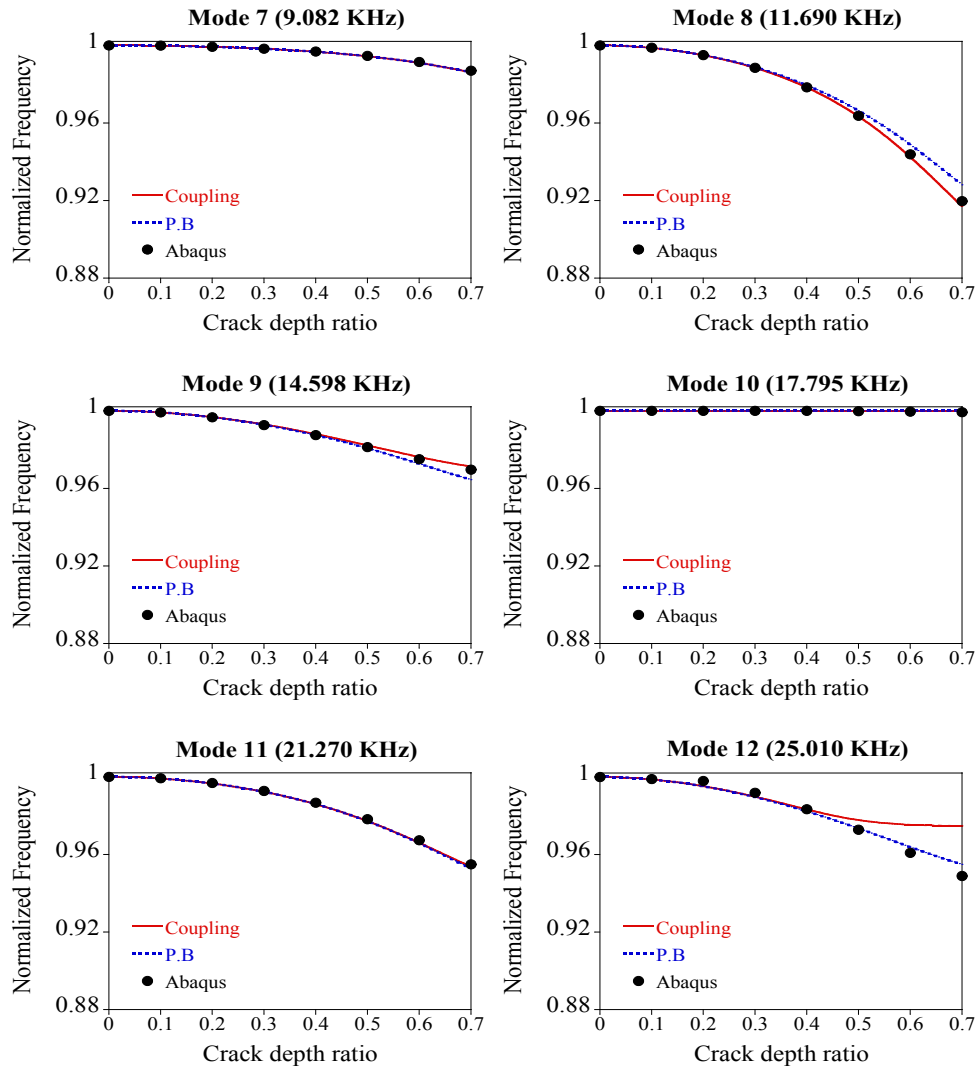 Mode 7 (9.082 KHz)
Normalized Frequency
1
0.96
0.92
0.88
Coupling
P.B
Abaqus
0 0.1 0.2 0.3 0.4 0.5 0.6 0.7
Crack depth ratio
Mode 8 (11.690 KHz)
Normalized Frequency
1
0.96
0.92
0.88
Coupling
P.B
Abaqus
0 0.1 0.2 0.3 0.4 0.5 0.6 0.7
Crack depth ratio
Mode 9 (14.598 KHz)
Normalized Frequency
1
0.96
0.92
0.88
Coupling
P.B
Abaqus
0 0.1 0.2 0.3 0.4 0.5 0.6 0.7
Crack depth ratio
Mode 10 (17.795 KHz)
Normalized Frequency
1
0.96
0.92
0.88
Coupling
P.B
Abaqus
0 0.1 0.2 0.3 0.4 0.5 0.6 0.7
Crack depth ratio
Mode 11 (21.270 KHz)
Normalized Frequency
1
0.96
0.92
0.88
Coupling
P.B
Abaqus
0 0.1 0.2 0.3 0.4 0.5 0.6 0.7
Crack depth ratio
Mode 12 (25.010 KHz)
Normalized Frequency
1
0.96
0.92
0.88
Coupling
P.B
Abaqus
0 0.1 0.2 0.3 0.4 0.5 0.6 0.7
Crack depth ratio